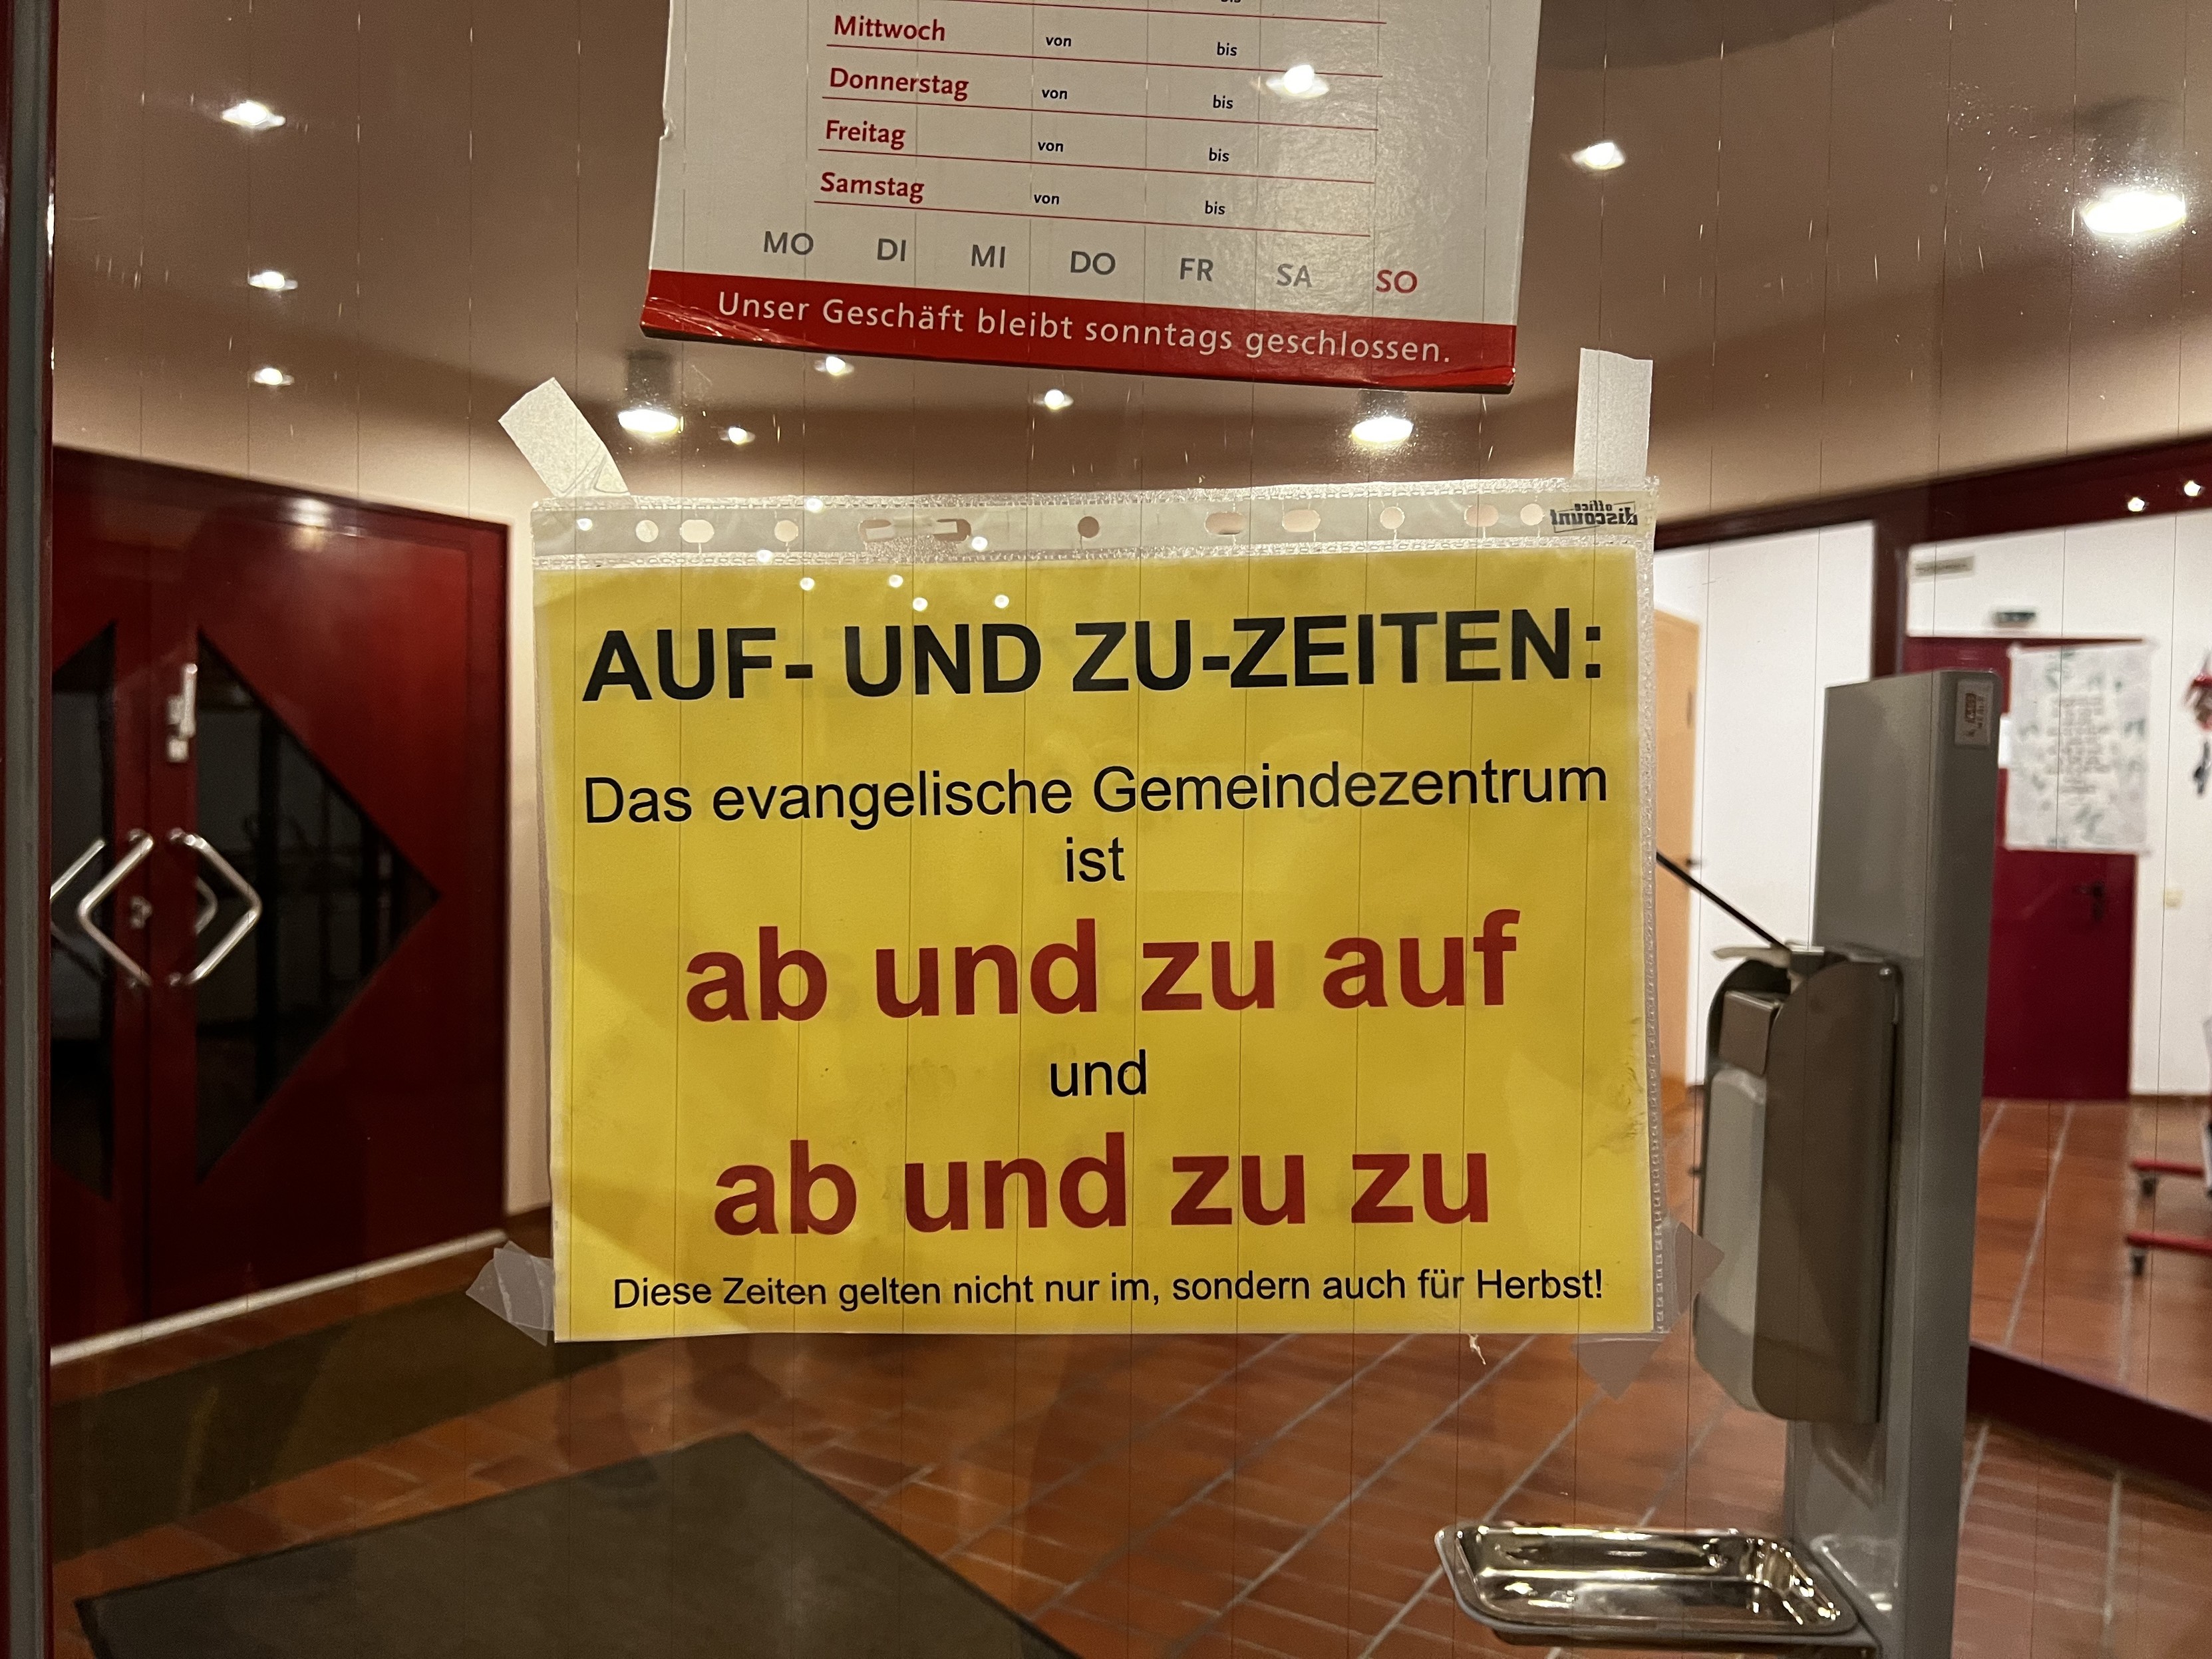 Mittwoch von bis
Donnerstag von bis
Freitag von bis
Samstag von bis
MO DI MI DO FR SA SO
Unser Geschäft bleibt sonntags geschlossen.
office
discount
AUF- UND ZU-ZEITEN:
Das evangelische Gemeindezentrum
ist
ab und zu auf
und
ab und zu zu
Diese Zeiten gelten nicht nur im, sondern auch für Herbst!